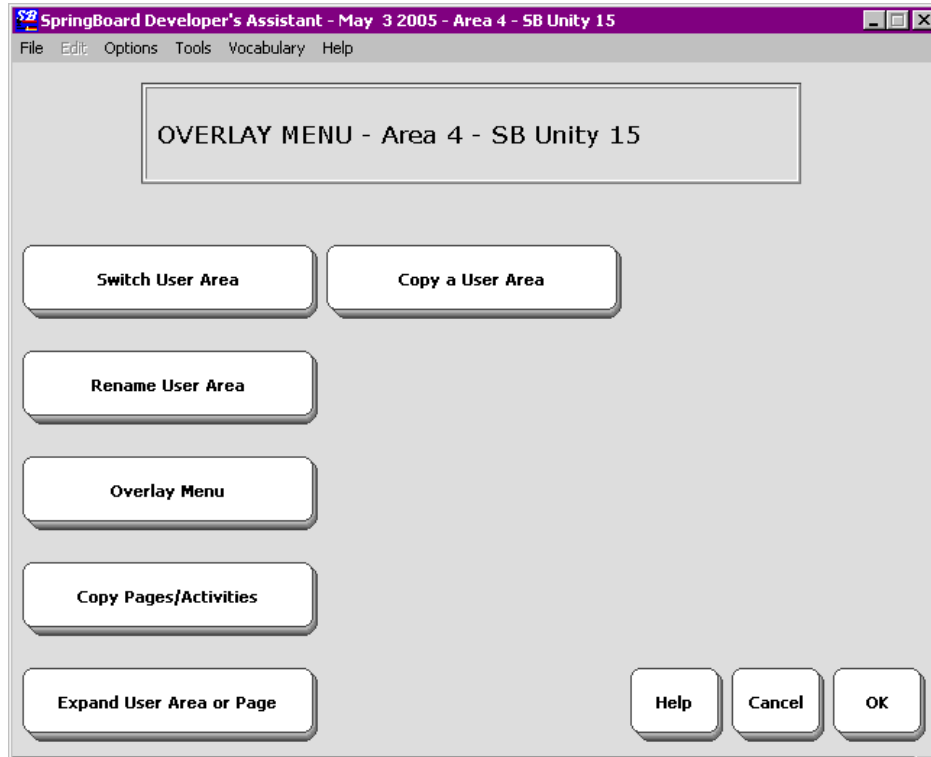 SB SpringBoard Developer's Assistant - May  3 2005 - Area 4 - SB Unity 15
File Edit Options Tools Vocabulary Help
OVERLAY MENU - Area 4 - SB Unity 15
Switch User Area
Copy a User Area
Rename User Area
Overlay Menu
Copy Pages/Activities
Expand User Area or Page
Help
Cancel
OK